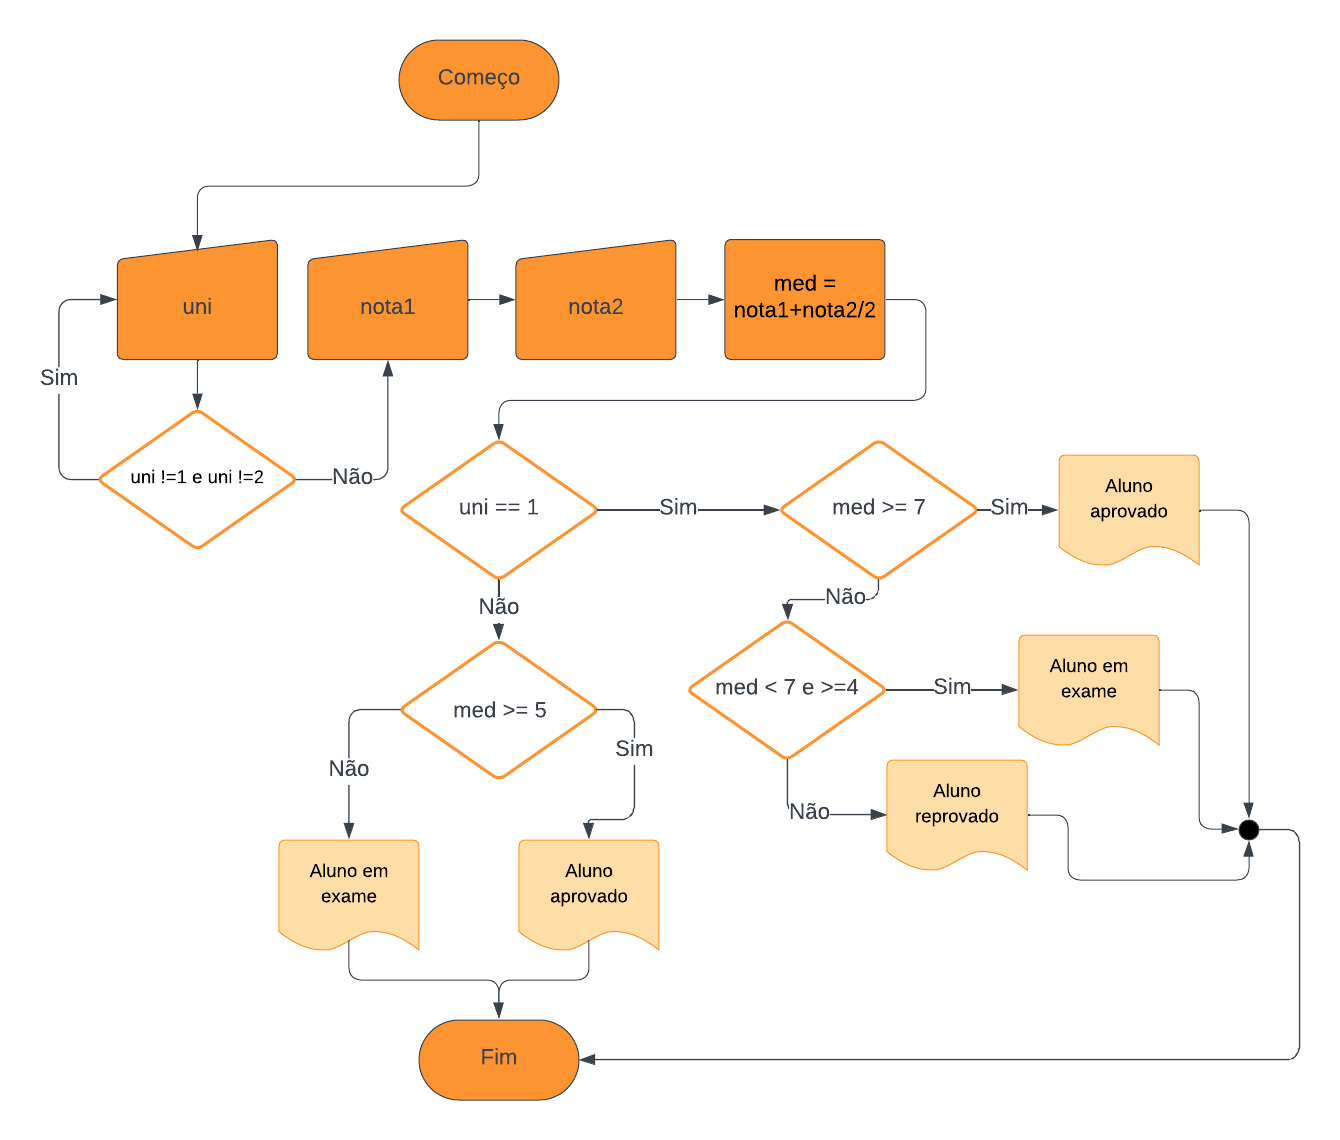 Começo
uni
nota1
nota2
med =
nota1+nota2/2
Sim
uni !=1 e uni !=2
Não
uni == 1
Sim
med >= 7
Sim
Aluno
aprovado
Não
Não
med < 7 e >=4
Sim
Aluno em
exame
med >= 5
Não
Sim
Não
Aluno
reprovado
Aluno em
exame
Aluno
aprovado
Fim